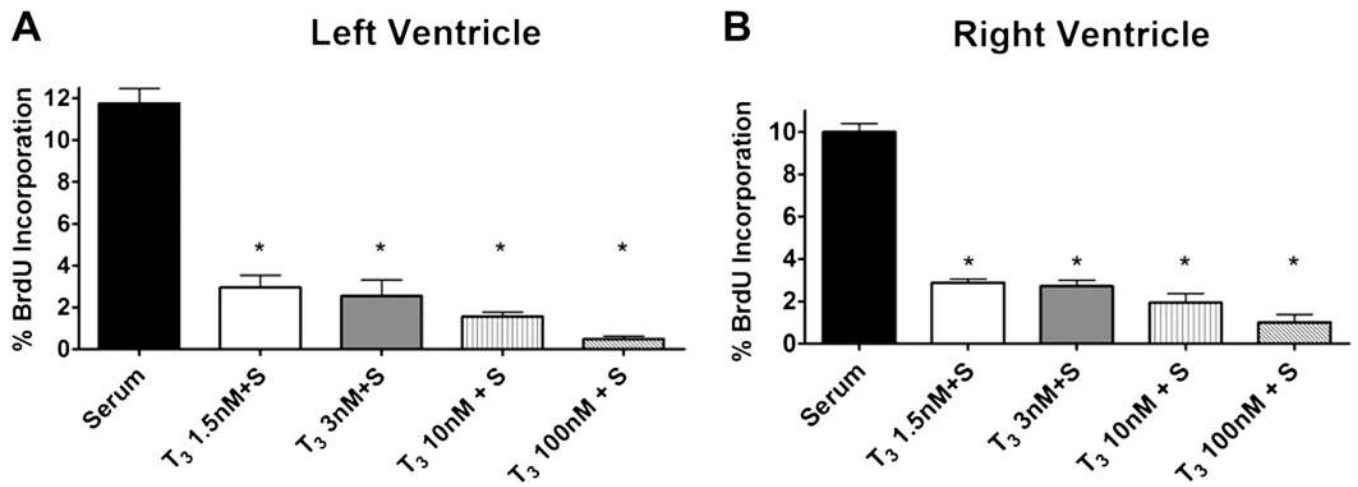 A
Left Ventricle
% BrdU Incorporation
12
10
8
6
4
2
0
*
*
*
*
Serum
T₃ 1.5nM+S
T₃ 3nM+S
T₃ 10nM + S
T₃ 100nM + S
B
Right Ventricle
% BrdU Incorporation
10
8
6
4
2
0
*
*
*
*
Serum
T₃ 1.5nM+S
T₃ 3nM+S
T₃ 10nM + S
T₃ 100nM + S